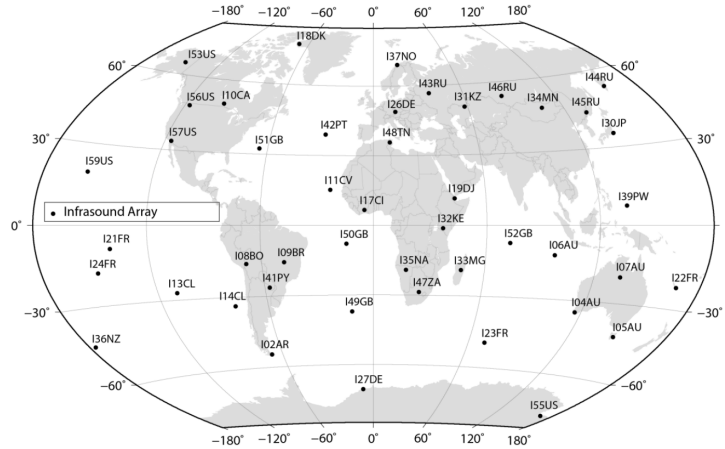 −180˚ −120˚ −60˚ 0˚ 60˚ 120˚ 180˚
I18DK
I53US
I37NO
60˚ 60˚
I44RU
I43RU
I46RU
I56US I10CA
I31KZ
I34MN
I26DE
I45RU
I42PT
I30JP
I57US
I48TN
I51GB
30˚ 30˚
I59US
I11CV
I19DJ
I17CI
I39PW
Infrasound Array
I32KE
0˚ 0˚
I21FR
I50GB
I52GB
I06AU
I09BR
I08BO
I24FR
I35NA
I33MG
I07AU
I41PY
I22FR
I13CL
I47ZA
I14CL
I49GB
I04AU
−30˚ −30˚
I23FR
I05AU
I36NZ
I02AR
I27DE
−60˚ −60˚
I55US
−180˚ −120˚ −60˚ 0˚ 60˚ 120˚ 180˚